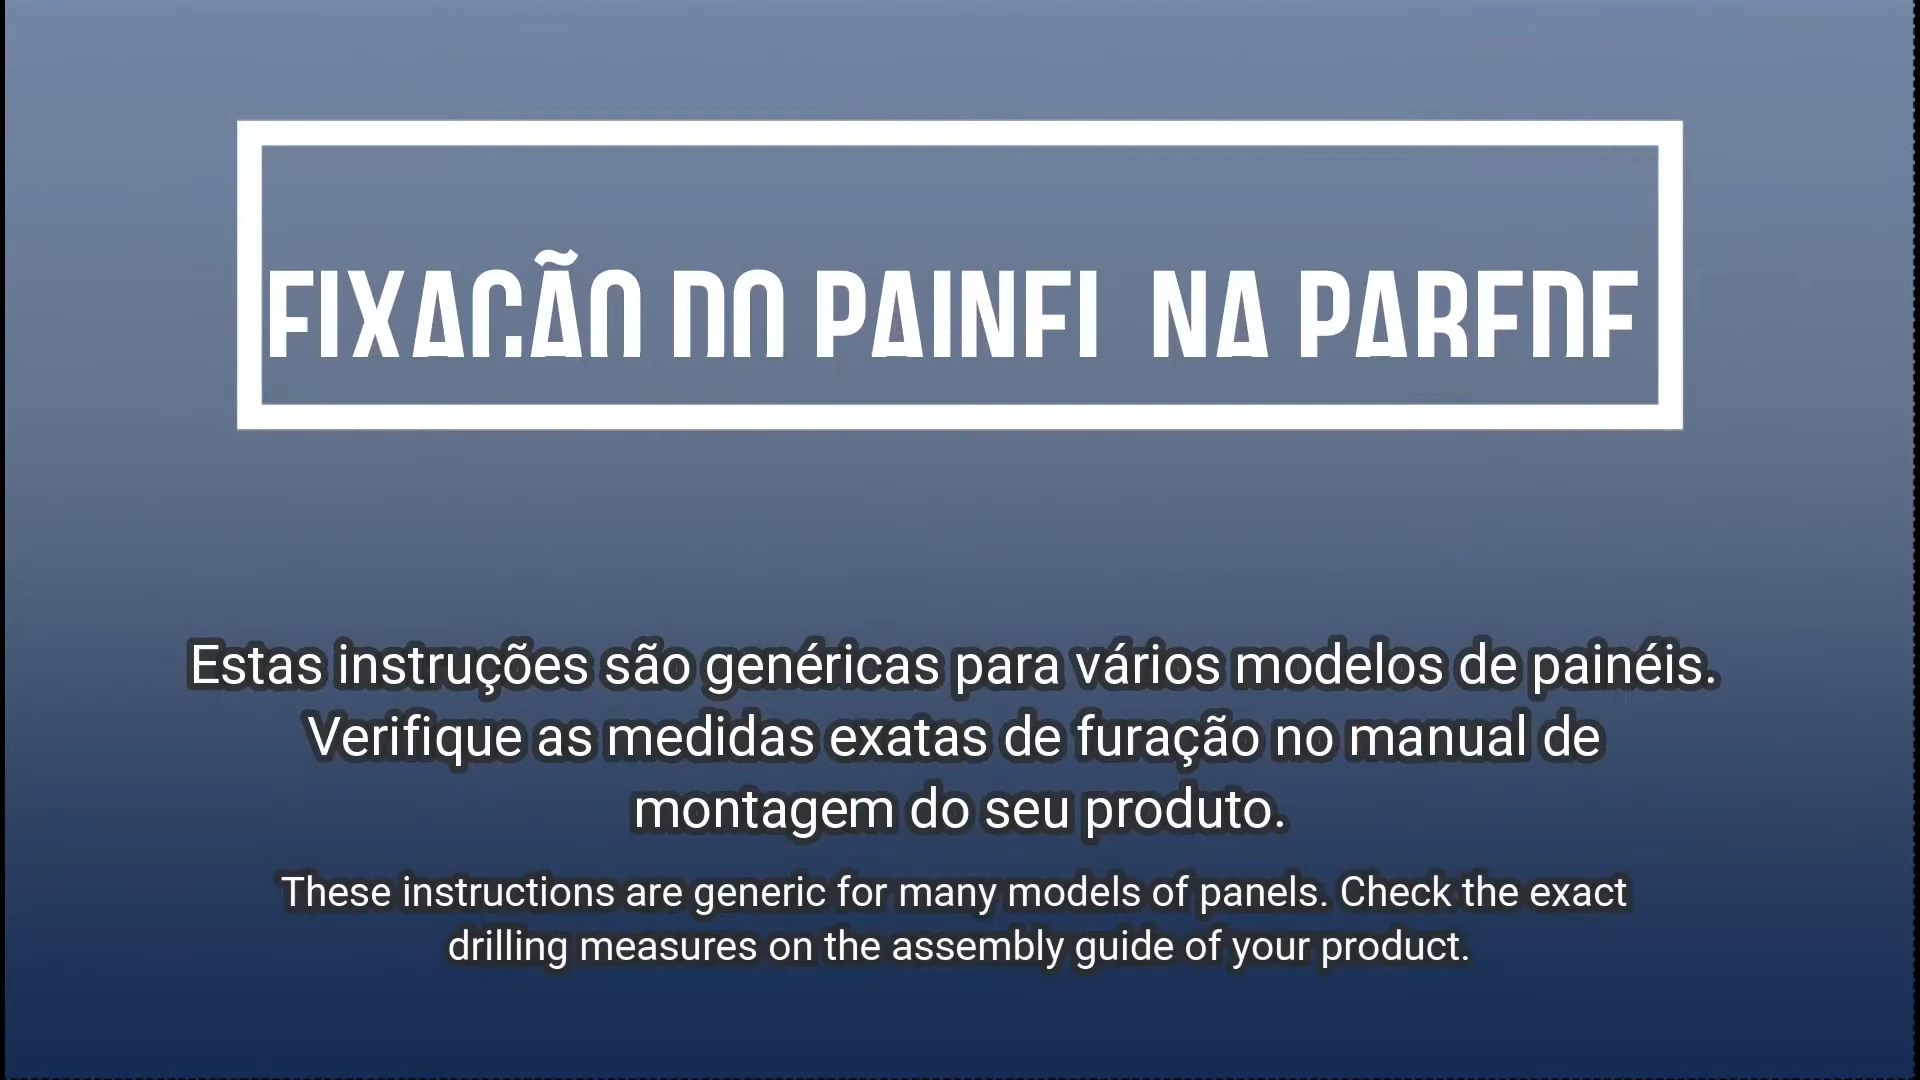 FIXAÇÃO DO PAINEL NA PAREDE
Estas instruções são genéricas para vários modelos de painéis.
Verifique as medidas exatas de furação no manual de
montagem do seu produto.
These instructions are generic for many models of panels. Check the exact
drilling measures on the assembly guide of your product.